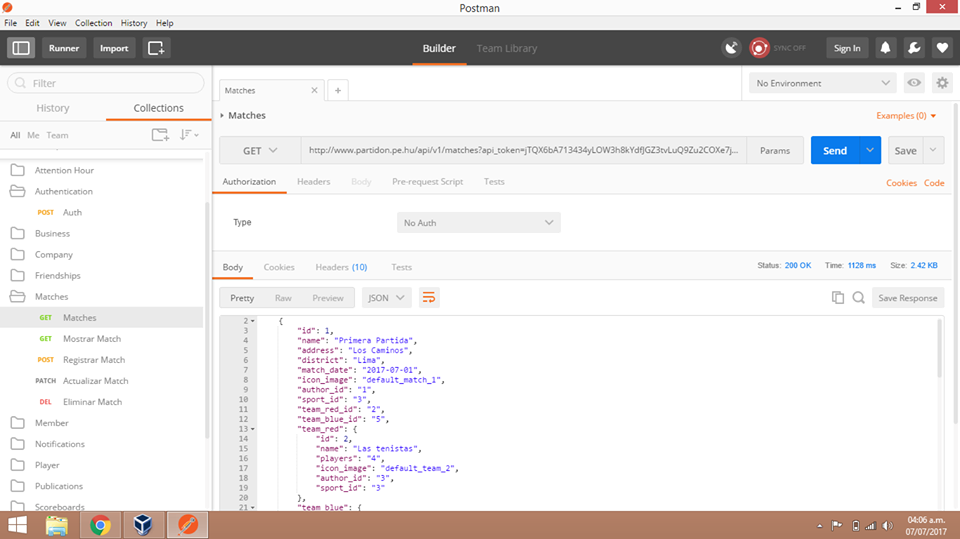 Postman
File Edit View Collection History Help
Runner Import Builder Team Library SYNC OFF Sign In
Filter
History Collections
All Me Team
Attention Hour
Authentication
POST Auth
Business
Company
Friendships
Matches
GET Matches
GET Mostrar Match
POST Registrar Match
PATCH Actualizar Match
DEL Eliminar Match
Member
Notifications
Player
Publications
Scoreboards
Matches
No Environment
Matches
Examples (0)
GET http://www.partidon.pe.hu/api/v1/matches?api_token=jTQX6bA713434yLOW3h8kYdfJGZ3tvLuQ9Zu2COXe7j... Params Send Save
Authorization Headers Body Pre-request Script Tests Cookies Code
Type No Auth
Body Cookies Headers (10) Tests Status: 200 OK Time: 1128 ms Size: 2.42 KB
Pretty Raw Preview JSON Save Response
2 {
3 "id": 1,
4 "name": "Primera Partida",
5 "address": "Los Caminos",
6 "district": "Lima",
7 "match_date": "2017-07-01",
8 "icon_image": "default_match_1",
9 "author_id": "1",
10 "sport_id": "3",
11 "team_red_id": "2",
12 "team_blue_id": "5",
13 "team_red": {
14 "id": 2,
15 "name": "Las tenistas",
16 "players": "4",
17 "icon_image": "default_team_2",
18 "author_id": "3",
19 "sport_id": "3"
20 },
21 "team_blue": {
04:06 a.m.
07/07/2017